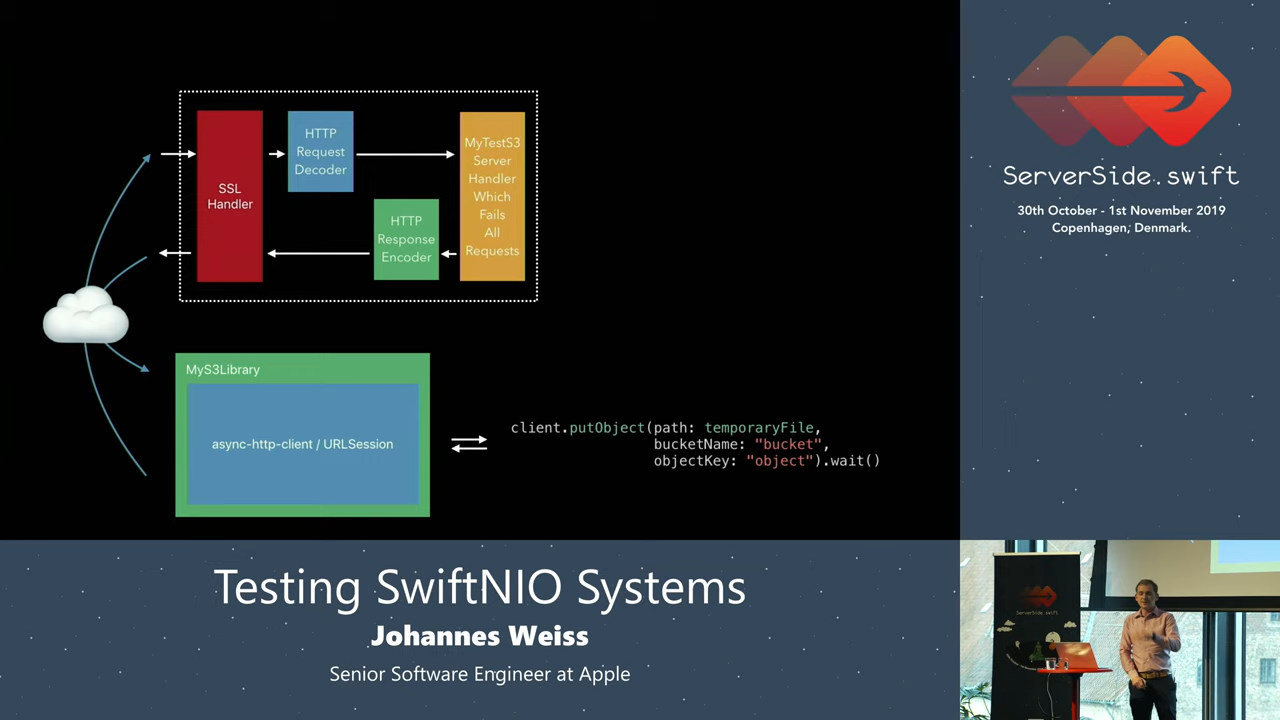 SSL
Handler
HTTP
Request
Decoder
HTTP
Response
Encoder
MyTestS3
Server
Handler
Which
Fails
All
Requests
MyS3Library
async-http-client / URLSession
client.putObject(path: temporaryFile,
bucketName: "bucket",
objectKey: "object").wait()
ServerSide.swift
30th October - 1st November 2019
Copenhagen, Denmark.
Testing SwiftNIO Systems
Johannes Weiss
Senior Software Engineer at Apple
ServerSide.swift